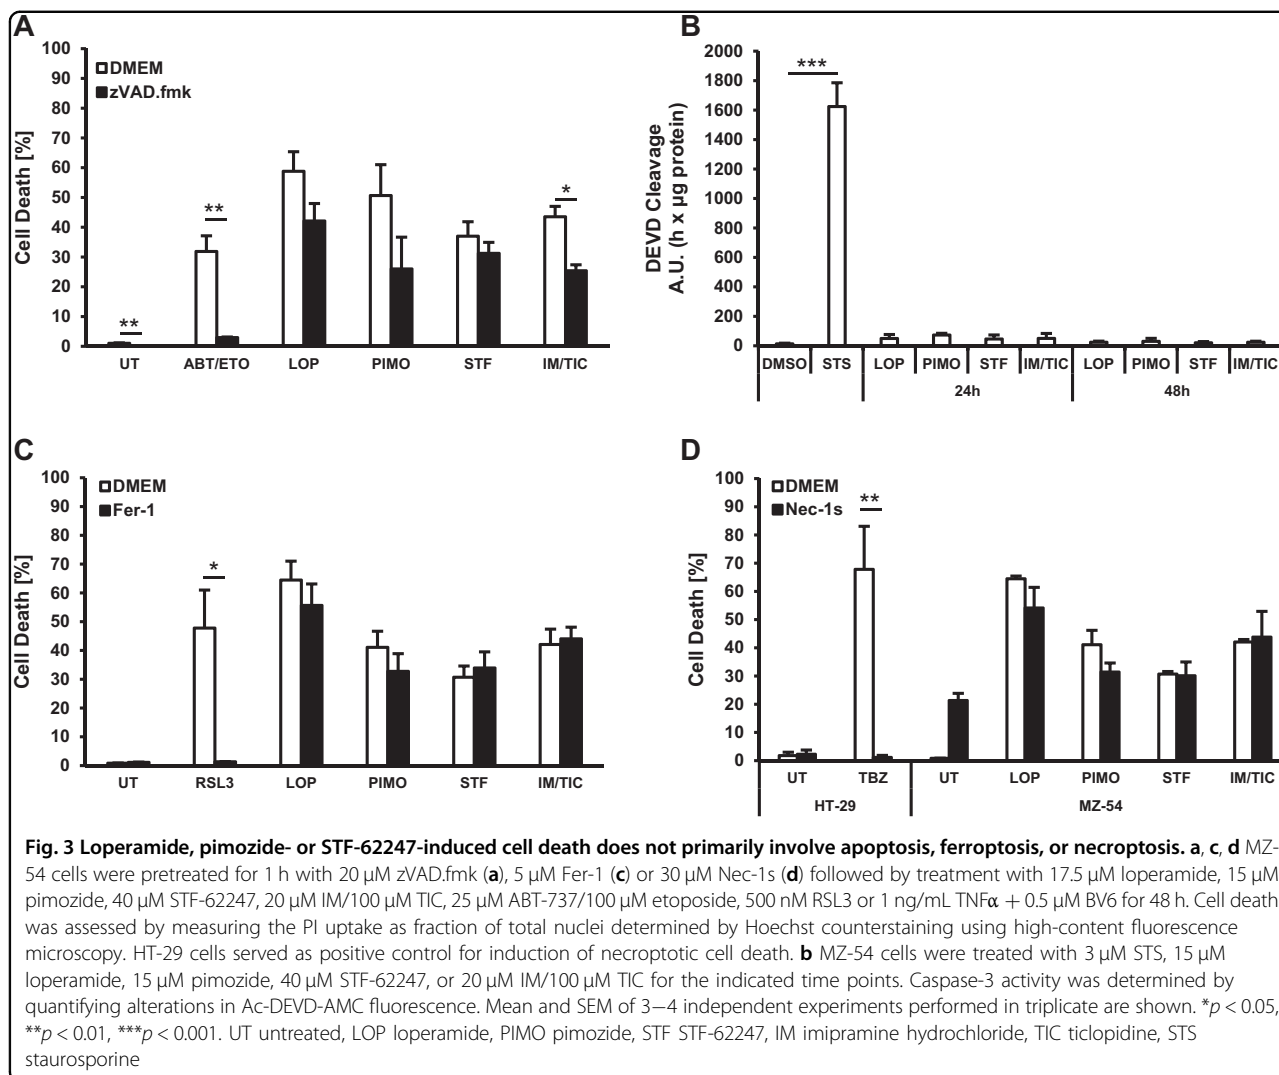 A
100
90
80
70
60
50
40
30
20
10
0
Cell Death [%]
DMEM
zVAD.fmk
**
**
*
UT ABT/ETO LOP PIMO STF IM/TIC
B
2000
1800
1600
1400
1200
1000
800
600
400
200
0
DEVD Cleavage
A.U. (h x µg protein)
***
DMSO STS LOP PIMO STF IM/TIC LOP PIMO STF IM/TIC
24h 48h
C
100
90
80
70
60
50
40
30
20
10
0
Cell Death [%]
DMEM
Fer-1
*
UT RSL3 LOP PIMO STF IM/TIC
D
100
90
80
70
60
50
40
30
20
10
0
Cell Death [%]
DMEM
Nec-1s
**
UT TBZ UT LOP PIMO STF IM/TIC
HT-29 MZ-54
Fig. 3 Loperamide, pimozide- or STF-62247-induced cell death does not primarily involve apoptosis, ferroptosis, or necroptosis. a, c, d MZ-
54 cells were pretreated for 1 h with 20 µM zVAD.fmk (a), 5 µM Fer-1 (c) or 30 µM Nec-1s (d) followed by treatment with 17.5 µM loperamide, 15 µM
pimozide, 40 µM STF-62247, 20 µM IM/100 µM TIC, 25 µM ABT-737/100 µM etoposide, 500 nM RSL3 or 1 ng/mL TNFα + 0.5 µM BV6 for 48 h. Cell death
was assessed by measuring the PI uptake as fraction of total nuclei determined by Hoechst counterstaining using high-content fluorescence
microscopy. HT-29 cells served as positive control for induction of necroptotic cell death. b MZ-54 cells were treated with 3 µM STS, 15 µM
loperamide, 15 µM pimozide, 40 µM STF-62247, or 20 µM IM/100 µM TIC for the indicated time points. Caspase-3 activity was determined by
quantifying alterations in Ac-DEVD-AMC fluorescence. Mean and SEM of 3–4 independent experiments performed in triplicate are shown. *p < 0.05,
**p < 0.01, ***p < 0.001. UT untreated, LOP loperamide, PIMO pimozide, STF STF-62247, IM imipramine hydrochloride, TIC ticlopidine, STS
staurosporine